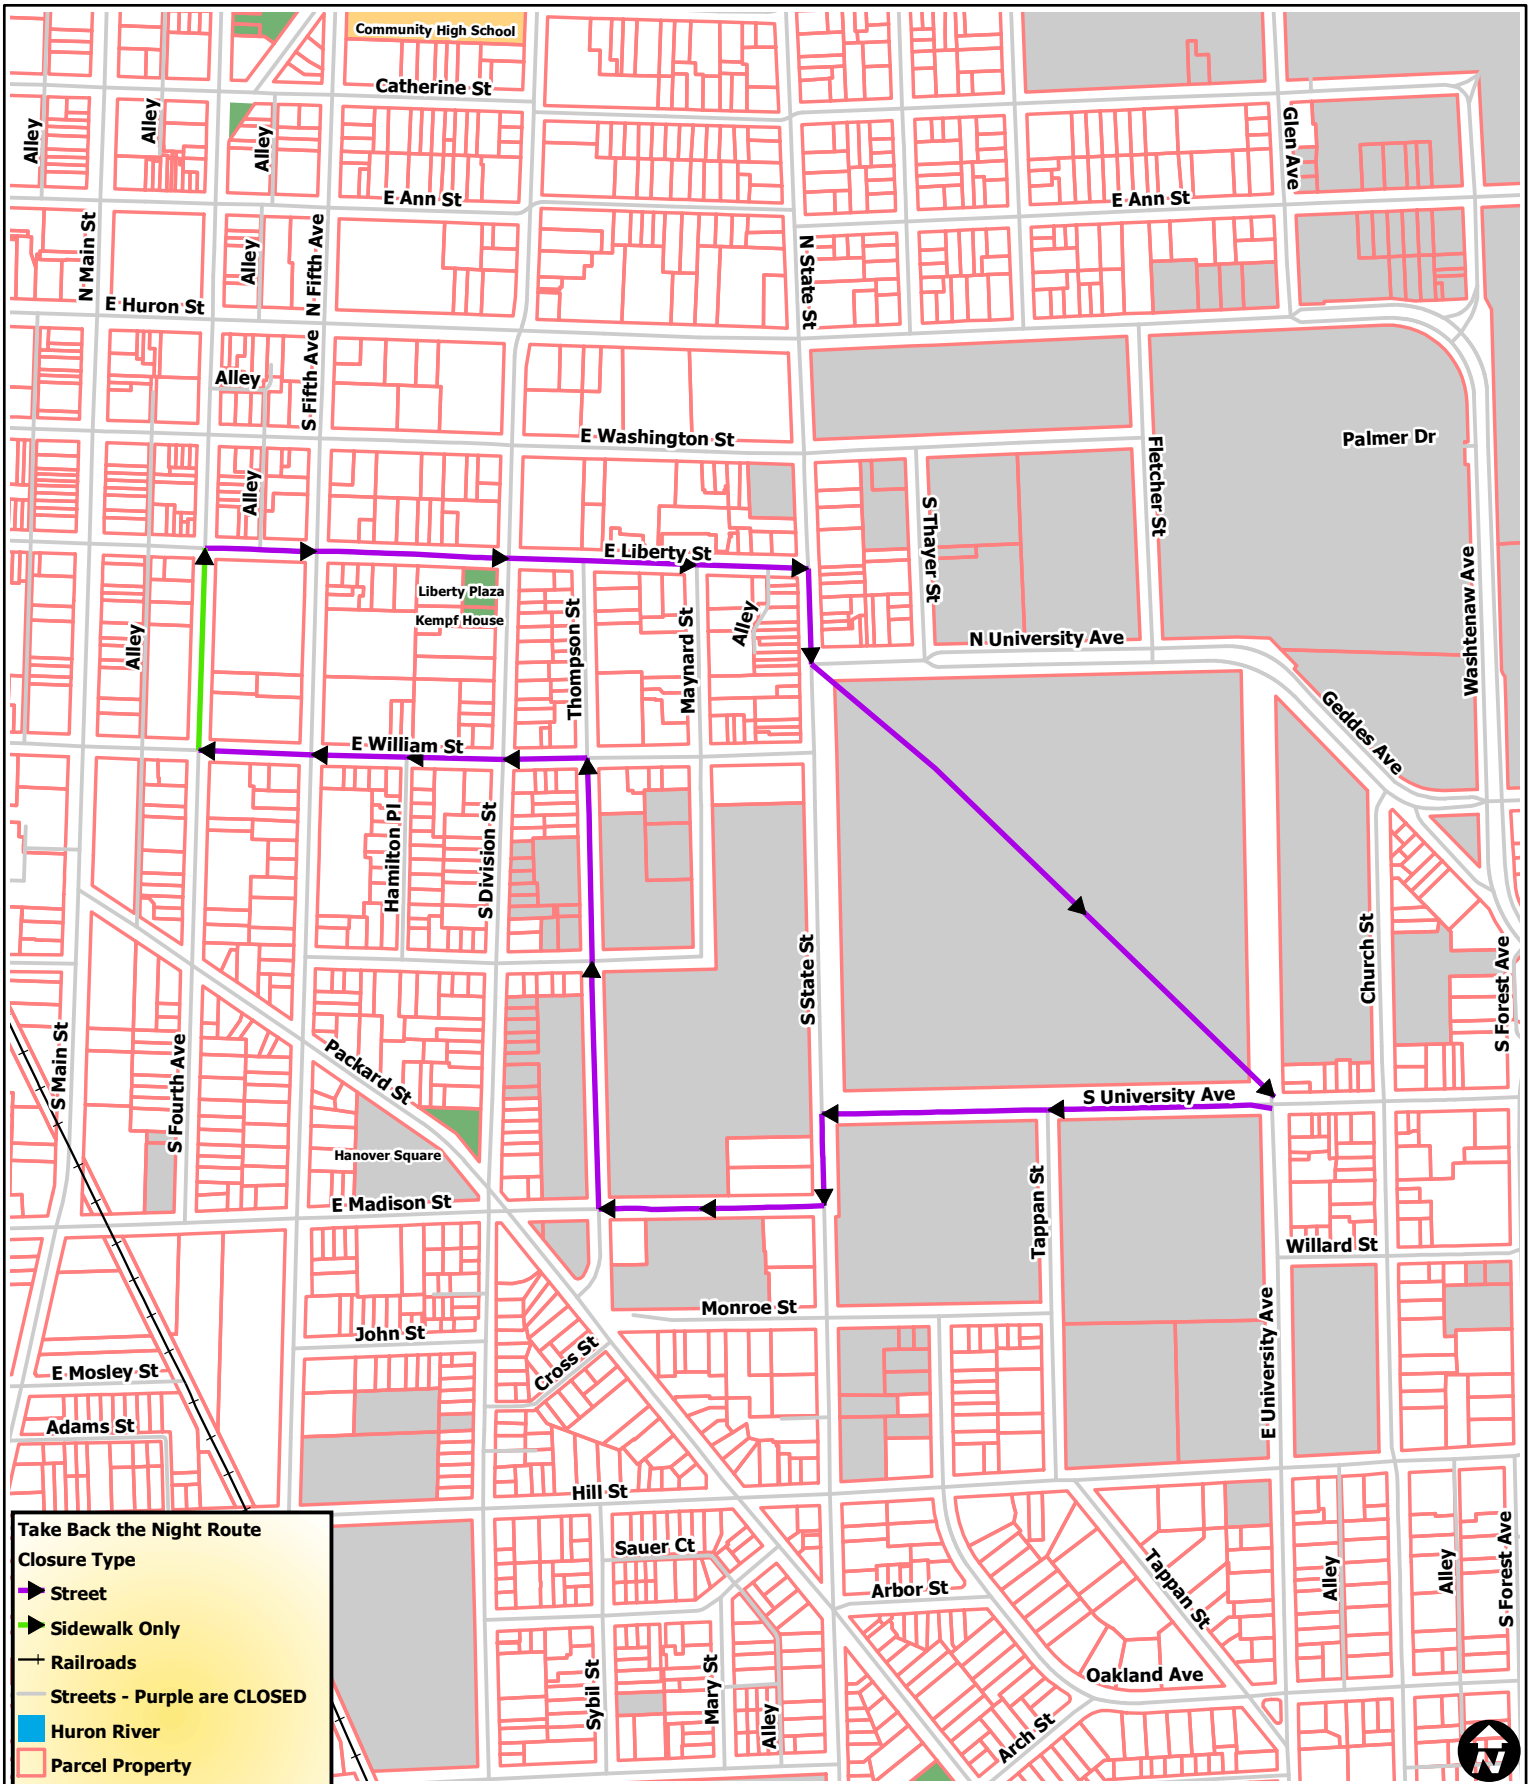 Community High School
Catherine St
Alley
Alley
Alley
Glen Ave
E Ann St
E Ann St
N Main St
Alley
N Fifth Ave
N State St
E Huron St
S Fifth Ave
Alley
E Washington St
Palmer Dr
Fletcher St
Alley
S Thayer St
E Liberty St
Liberty Plaza
Kempf House
Alley
Thompson St
Maynard St
Alley
N University Ave
Washtenaw Ave
Geddes Ave
E William St
Hamilton Pl
S Division St
S State St
Church St
S Forest Ave
S Main St
S Fourth Ave
Packard St
S University Ave
Hanover Square
E Madison St
Tappan St
Willard St
Monroe St
John St
Cross St
E University Ave
E Mosley St
Adams St
Hill St
Sauer Ct
Arbor St
Tappan St
Alley
Alley
S Forest Ave
Oakland Ave
Sybil St
Mary St
Alley
Arch St
Take Back the Night Route
Closure Type
Street
Sidewalk Only
Railroads
Streets - Purple are CLOSED
Huron River
Parcel Property
N